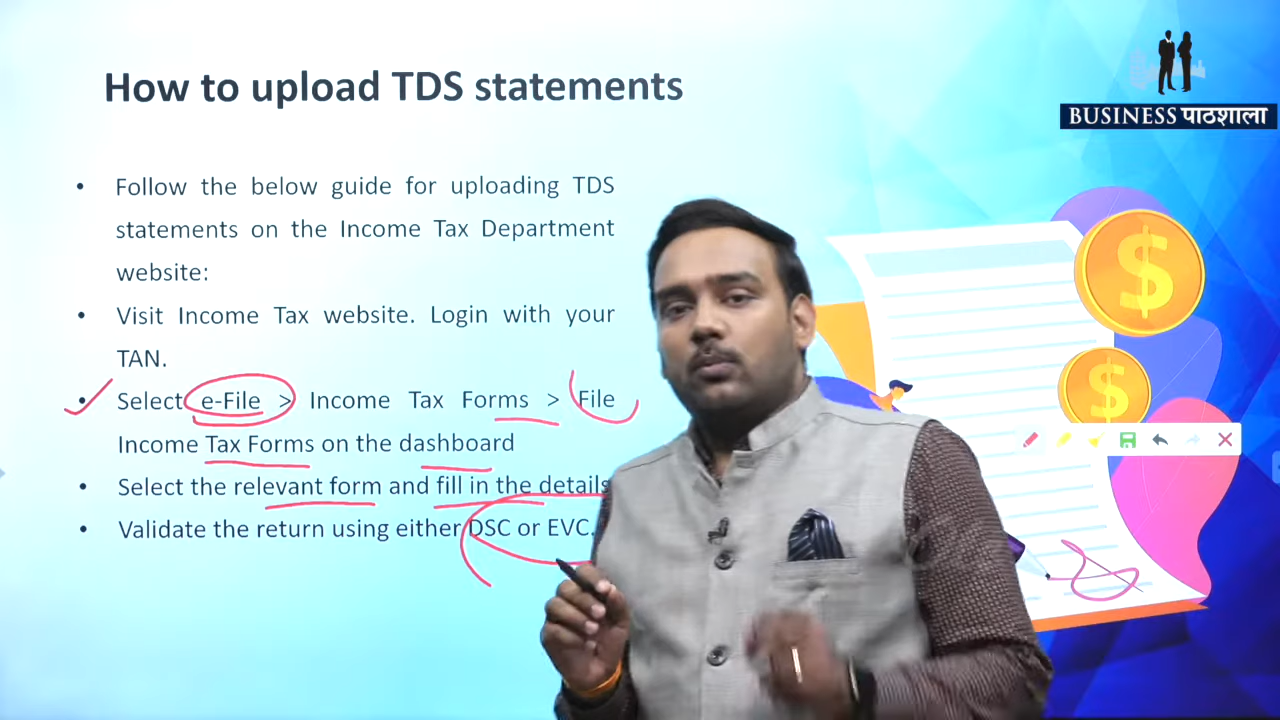 How to upload TDS statements
BUSINESS पाठशाला
• Follow the below guide for uploading TDS
statements on the Income Tax Department
website:
• Visit Income Tax website. Login with your
TAN.
• Select e-File > Income Tax Forms > File
Income Tax Forms on the dashboard
• Select the relevant form and fill in the details
• Validate the return using either DSC or EVC.